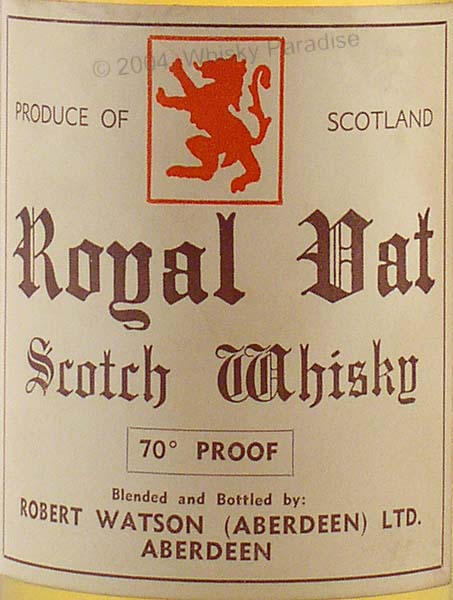 © 2004, Whisky Paradise
PRODUCE OF SCOTLAND
Royal Vat
Scotch Whisky
70° PROOF
Blended and Bottled by:
ROBERT WATSON (ABERDEEN) LTD.
ABERDEEN